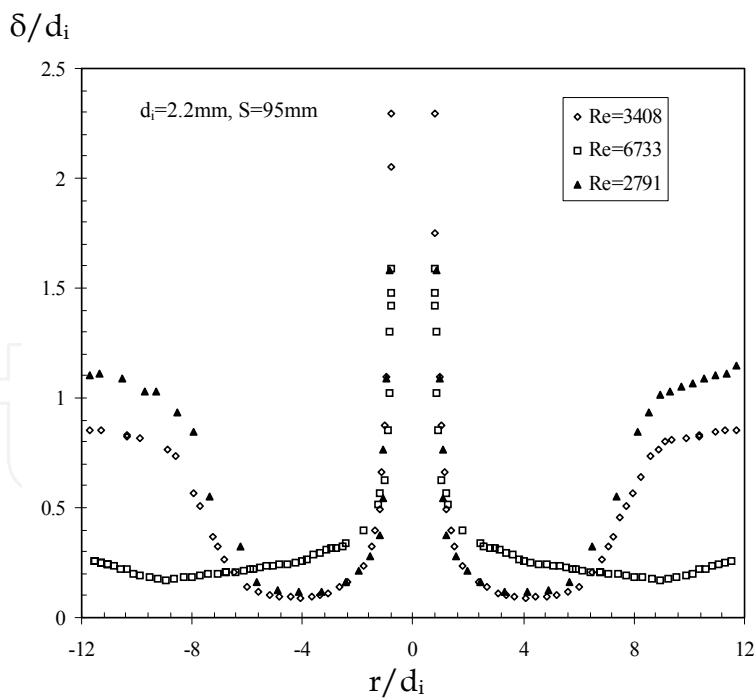 δ/dᵢ
2.5
dᵢ=2.2mm, S=95mm
Re=3408
Re=6733
Re=2791
2
1.5
1
0.5
0
-12 -8 -4 0 4 8 12
r/dᵢ
t